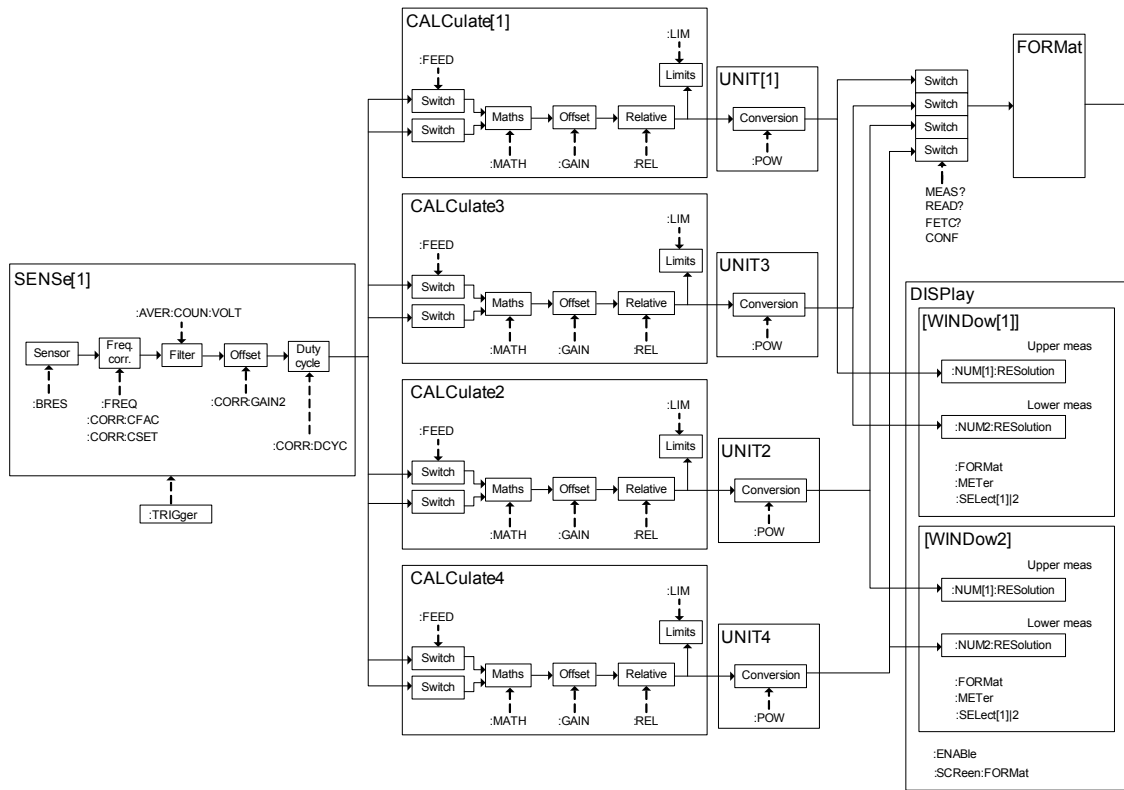 SENSe[1]
:AVER:COUN:VOLT
Sensor
Freq.
corr.
Filter
Offset
Duty
cycle
:BRES
:FREQ
:CORR:CFAC
:CORR:CSET
:CORR:GAIN2
:CORR:DCYC
:TRIGger
CALCulate[1]
:FEED
:LIM
Limits
Switch
Switch
Maths
Offset
Relative
:MATH
:GAIN
:REL
UNIT[1]
Conversion
:POW
CALCulate3
:FEED
:LIM
Limits
Switch
Switch
Maths
Offset
Relative
:MATH
:GAIN
:REL
UNIT3
Conversion
:POW
CALCulate2
:FEED
:LIM
Limits
Switch
Switch
Maths
Offset
Relative
:MATH
:GAIN
:REL
UNIT2
Conversion
:POW
CALCulate4
:FEED
:LIM
Limits
Switch
Switch
Maths
Offset
Relative
:MATH
:GAIN
:REL
UNIT4
Conversion
:POW
Switch
Switch
Switch
Switch
MEAS?
READ?
FETC?
CONF
FORMat
DISPlay
[WINDow[1]]
Upper meas
:NUM[1]:RESolution
Lower meas
:NUM2:RESolution
:FORMat
:METer
:SELect[1]|2
[WINDow2]
Upper meas
:NUM[1]:RESolution
Lower meas
:NUM2:RESolution
:FORMat
:METer
:SELect[1]|2
:ENABle
:SCReen:FORMat